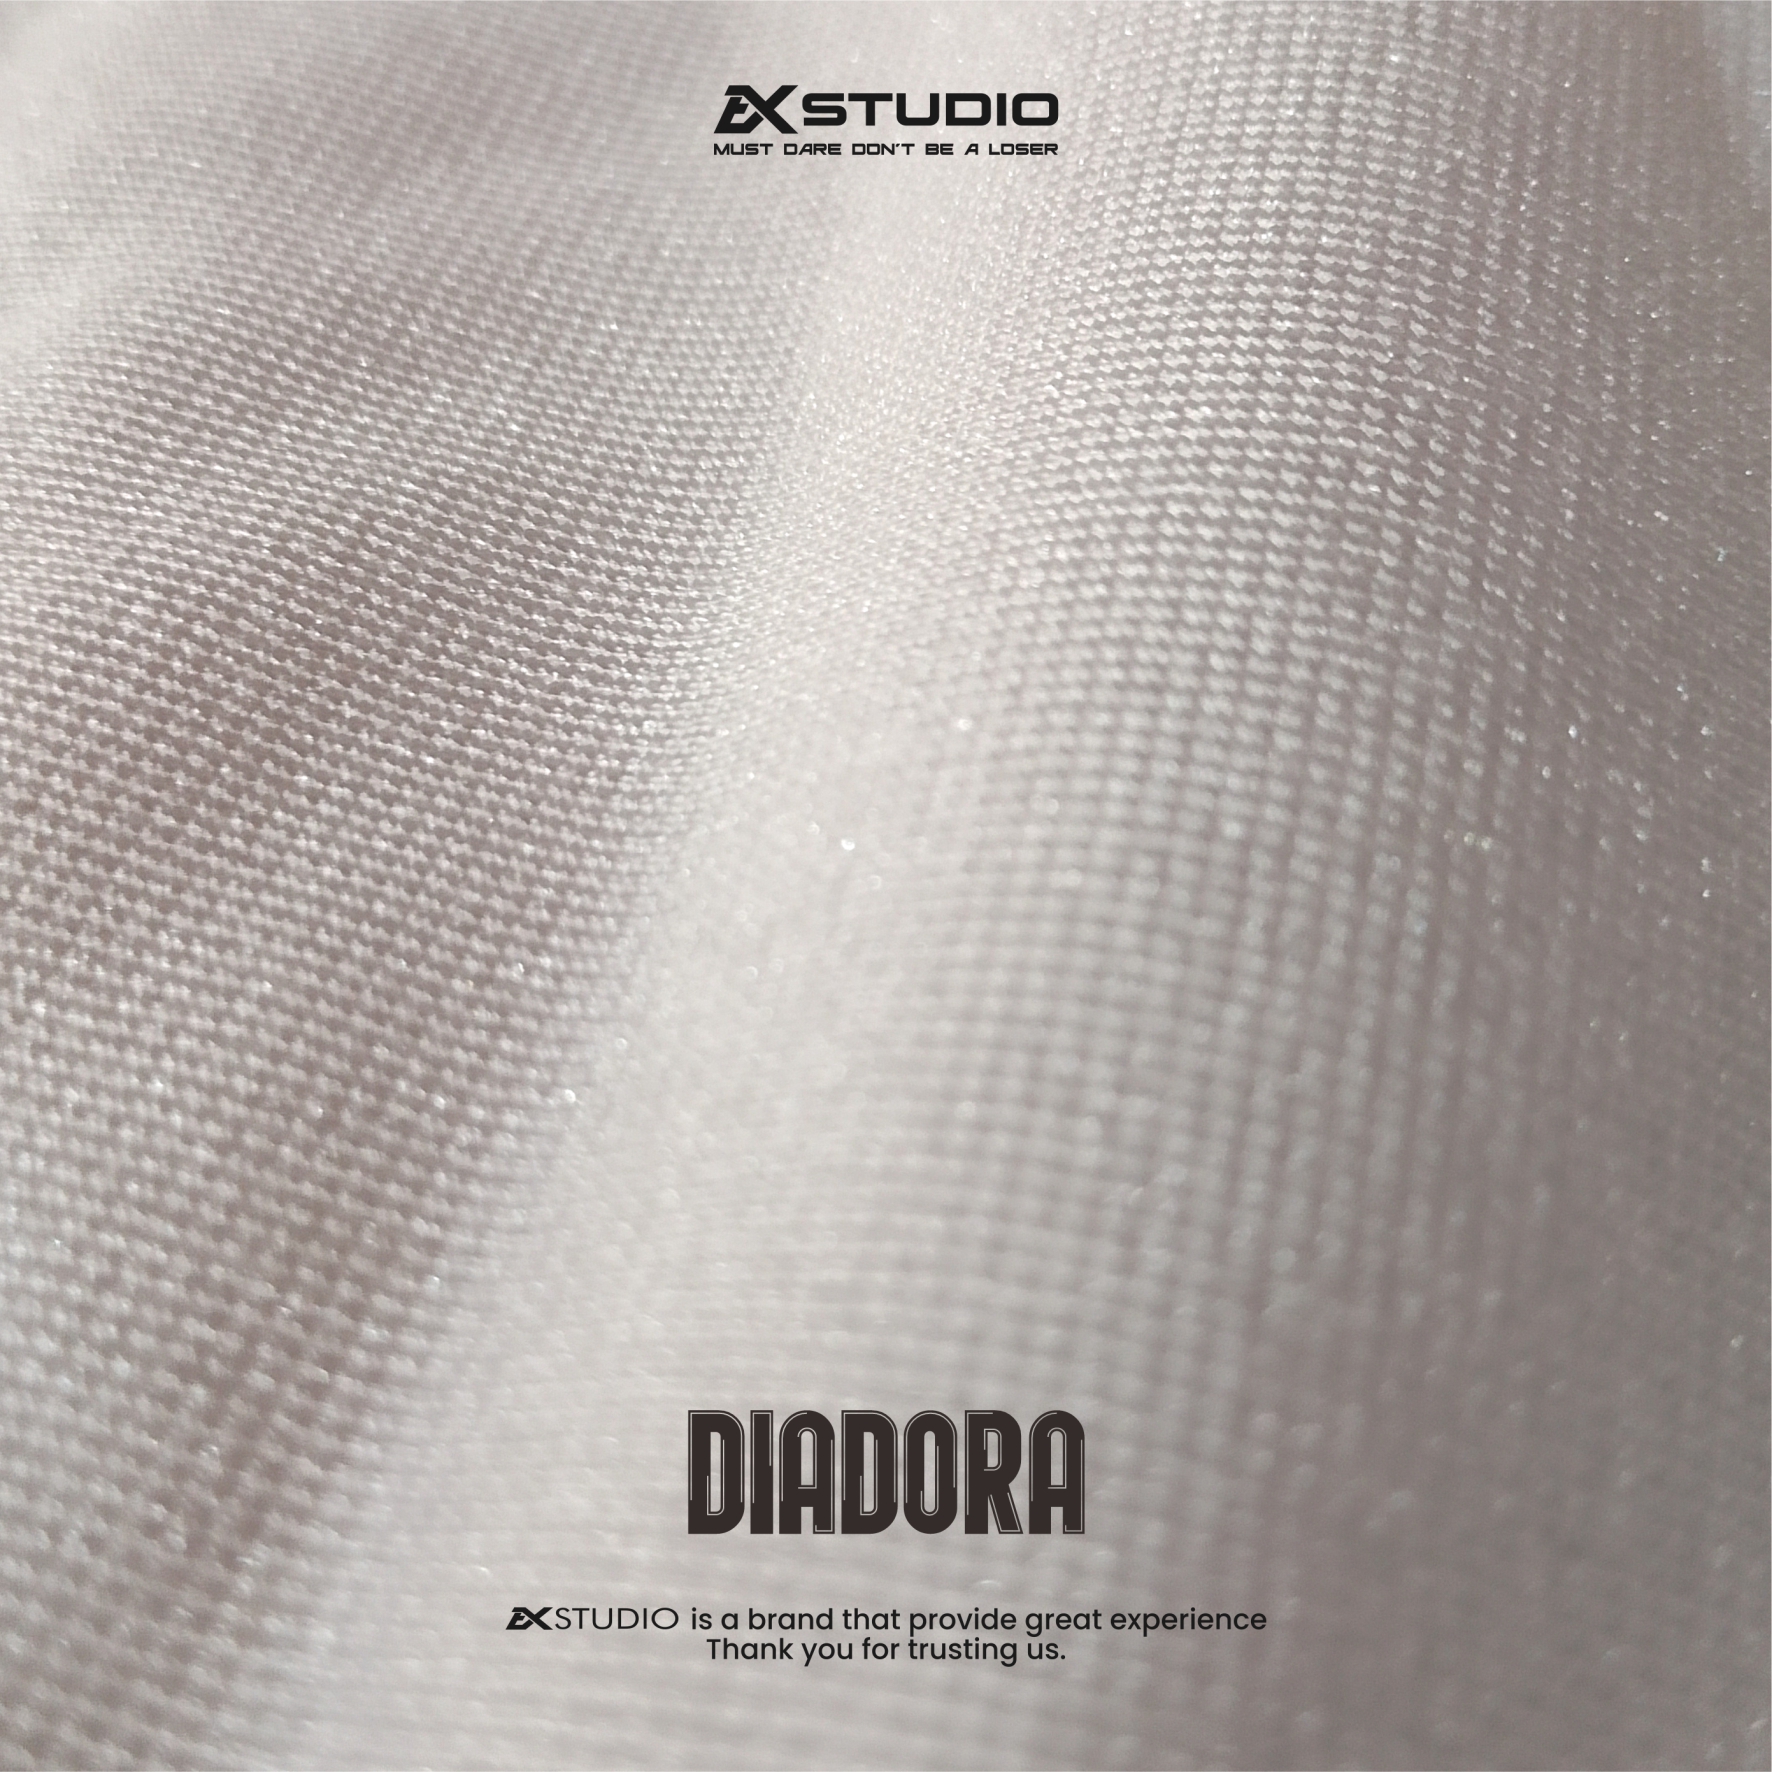 EXSTUDIO
MUST DARE DON'T BE A LOSER
DIADORA
EXSTUDIO is a brand that provide great experience
Thank you for trusting us.